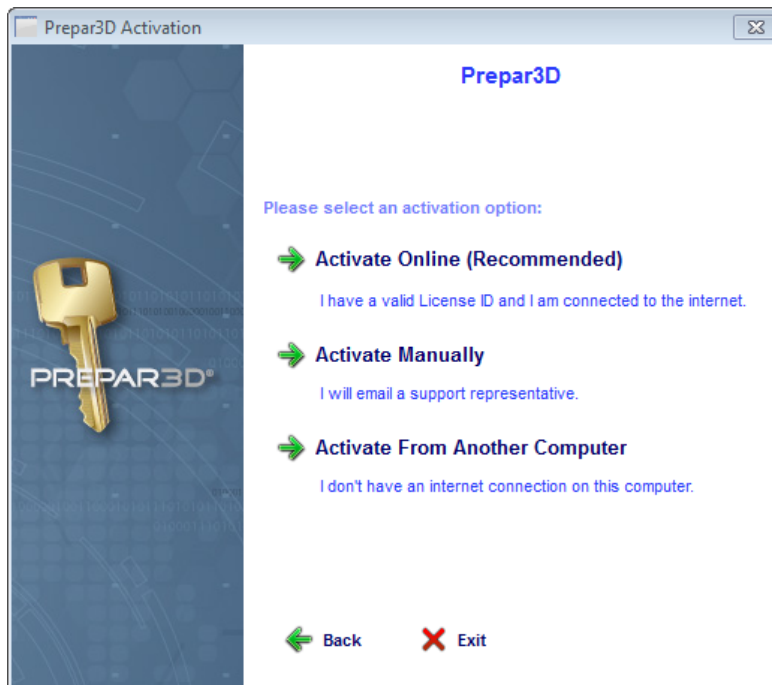 Prepar3D Activation
Prepar3D
Please select an activation option:
Activate Online (Recommended)
I have a valid License ID and I am connected to the internet.
Activate Manually
I will email a support representative.
PREPAR3D®
Activate From Another Computer
I don't have an internet connection on this computer.
Back
Exit